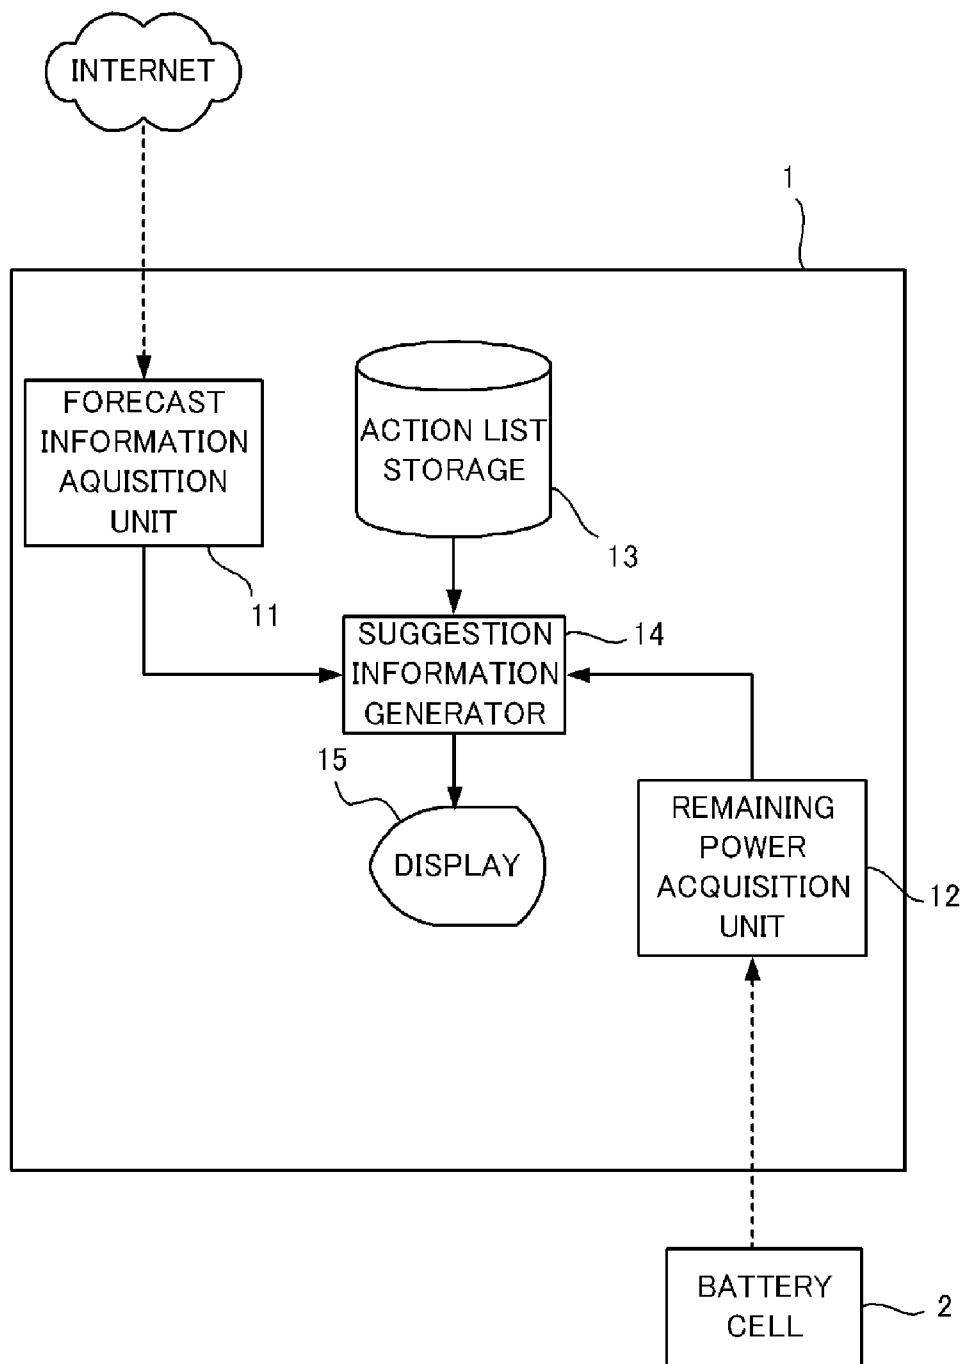 INTERNET
1
FORECAST
INFORMATION
AQUISITION
UNIT
11
ACTION LIST
STORAGE
13
SUGGESTION
INFORMATION
GENERATOR
14
15
DISPLAY
REMAINING
POWER
ACQUISITION
UNIT
12
BATTERY
CELL
2